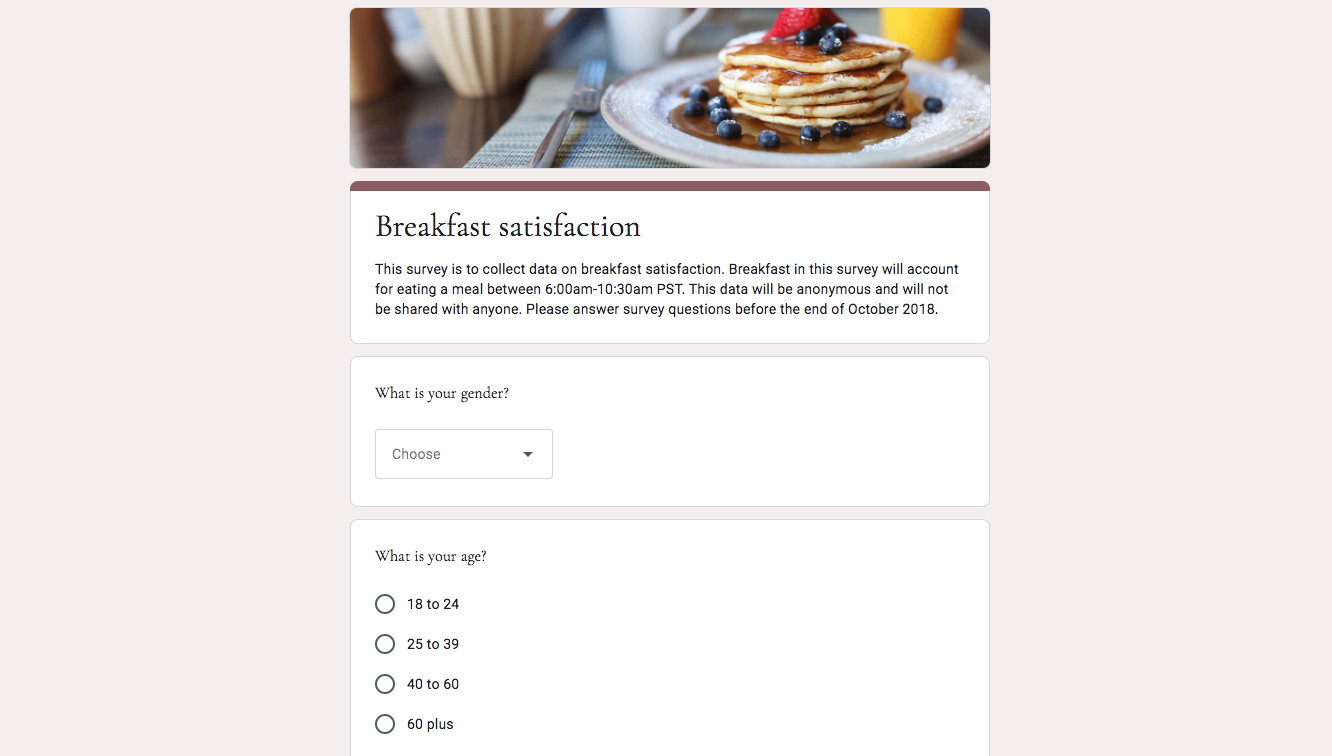 Breakfast satisfaction
This survey is to collect data on breakfast satisfaction. Breakfast in this survey will account
for eating a meal between 6:00am-10:30am PST. This data will be anonymous and will not
be shared with anyone. Please answer survey questions before the end of October 2018.
What is your gender?
Choose
What is your age?
18 to 24
25 to 39
40 to 60
60 plus